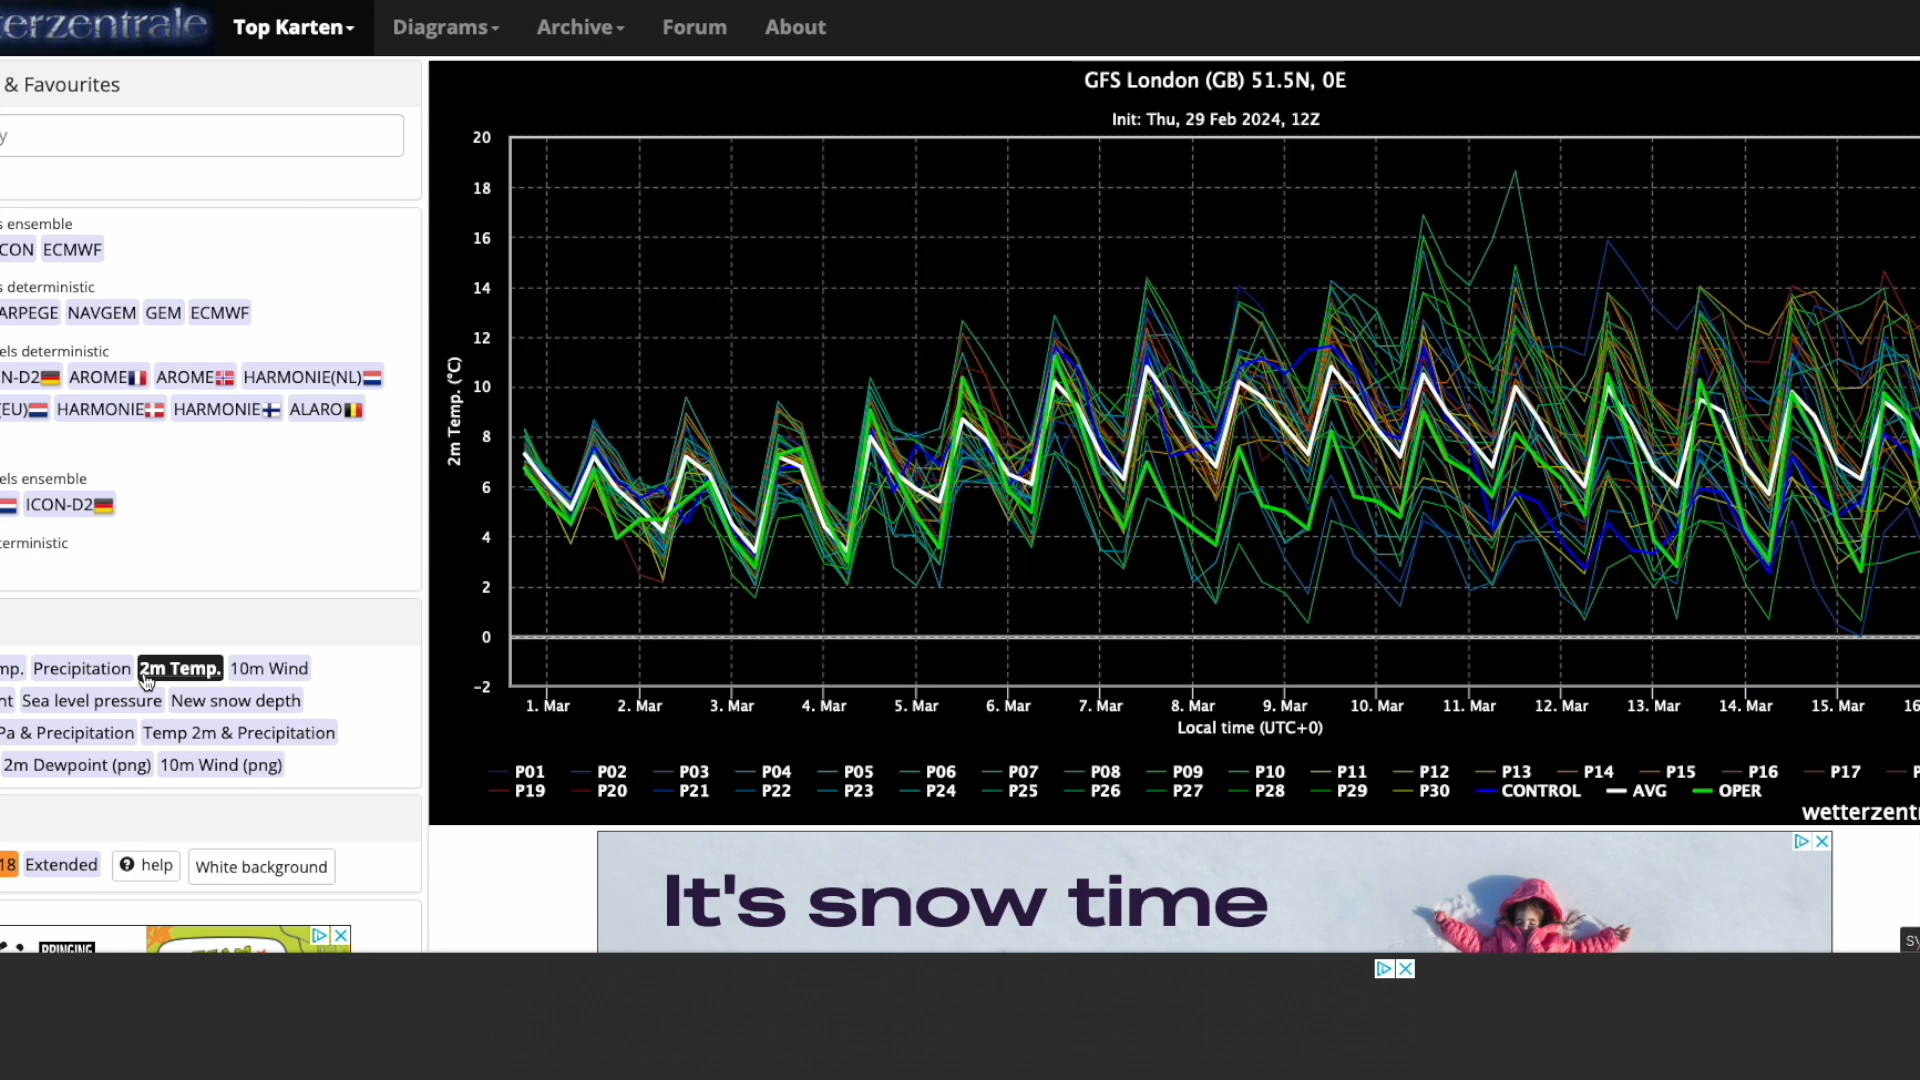 erzentrale Top Karten Diagrams Archive Forum About
& Favourites
y
s ensemble
CON ECMWF
s deterministic
ARPEGE NAVGEM GEM ECMWF
els deterministic
N-D2 AROME AROME HARMONIE(NL)
(EU) HARMONIE HARMONIE ALARO
els ensemble
ICON-D2
terministic
mp. Precipitation 2m Temp. 10m Wind
nt Sea level pressure New snow depth
Pa & Precipitation Temp 2m & Precipitation
2m Dewpoint (png) 10m Wind (png)
18 Extended help White background
BRINGING
TEAM
GFS London (GB) 51.5N, 0E
Init: Thu, 29 Feb 2024, 12Z
20
18
16
14
12
10
8
6
4
2
0
-2
2m Temp. (°C)
1. Mar 2. Mar 3. Mar 4. Mar 5. Mar 6. Mar 7. Mar 8. Mar 9. Mar 10. Mar 11. Mar 12. Mar 13. Mar 14. Mar 15. Mar 16
Local time (UTC+0)
P01 P02 P03 P04 P05 P06 P07 P08 P09 P10 P11 P12 P13 P14 P15 P16 P17 P
P19 P20 P21 P22 P23 P24 P25 P26 P27 P28 P29 P30 CONTROL AVG OPER
wetterzentr
It's snow time
sy